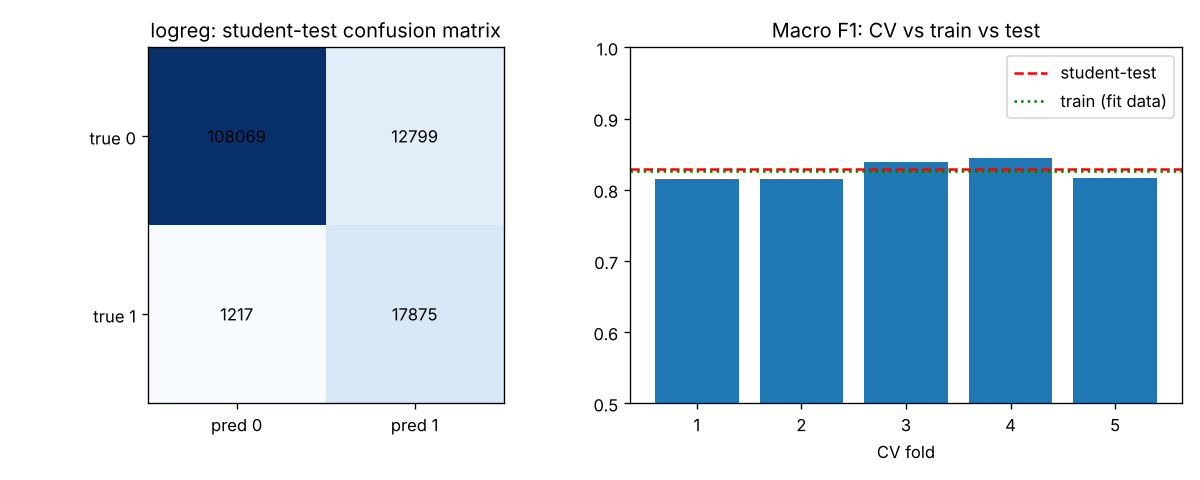 logreg: student-test confusion matrix
true 0
108069
12799
true 1
1217
17875
pred 0
pred 1
Macro F1: CV vs train vs test
1.0
0.9
0.8
0.7
0.6
0.5
student-test
train (fit data)
1
2
3
4
5
CV fold